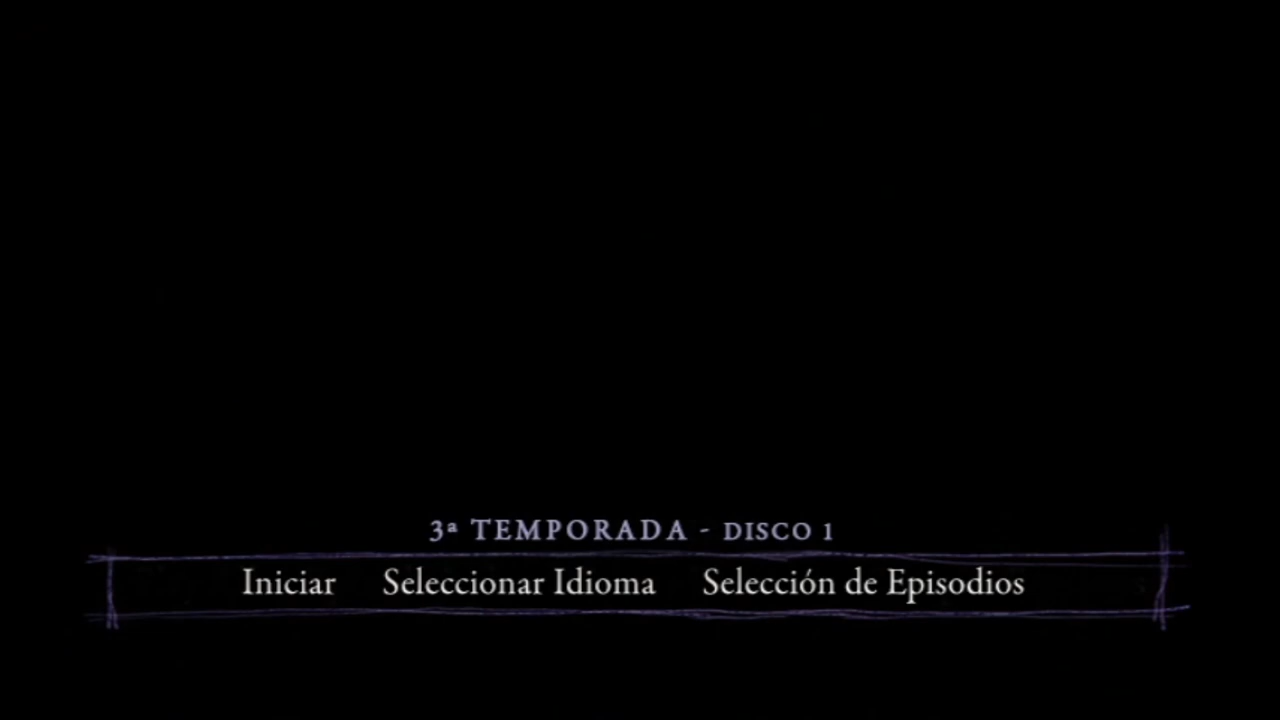 3ª TEMPORADA - DISCO 1
Iniciar Seleccionar Idioma Selección de Episodios